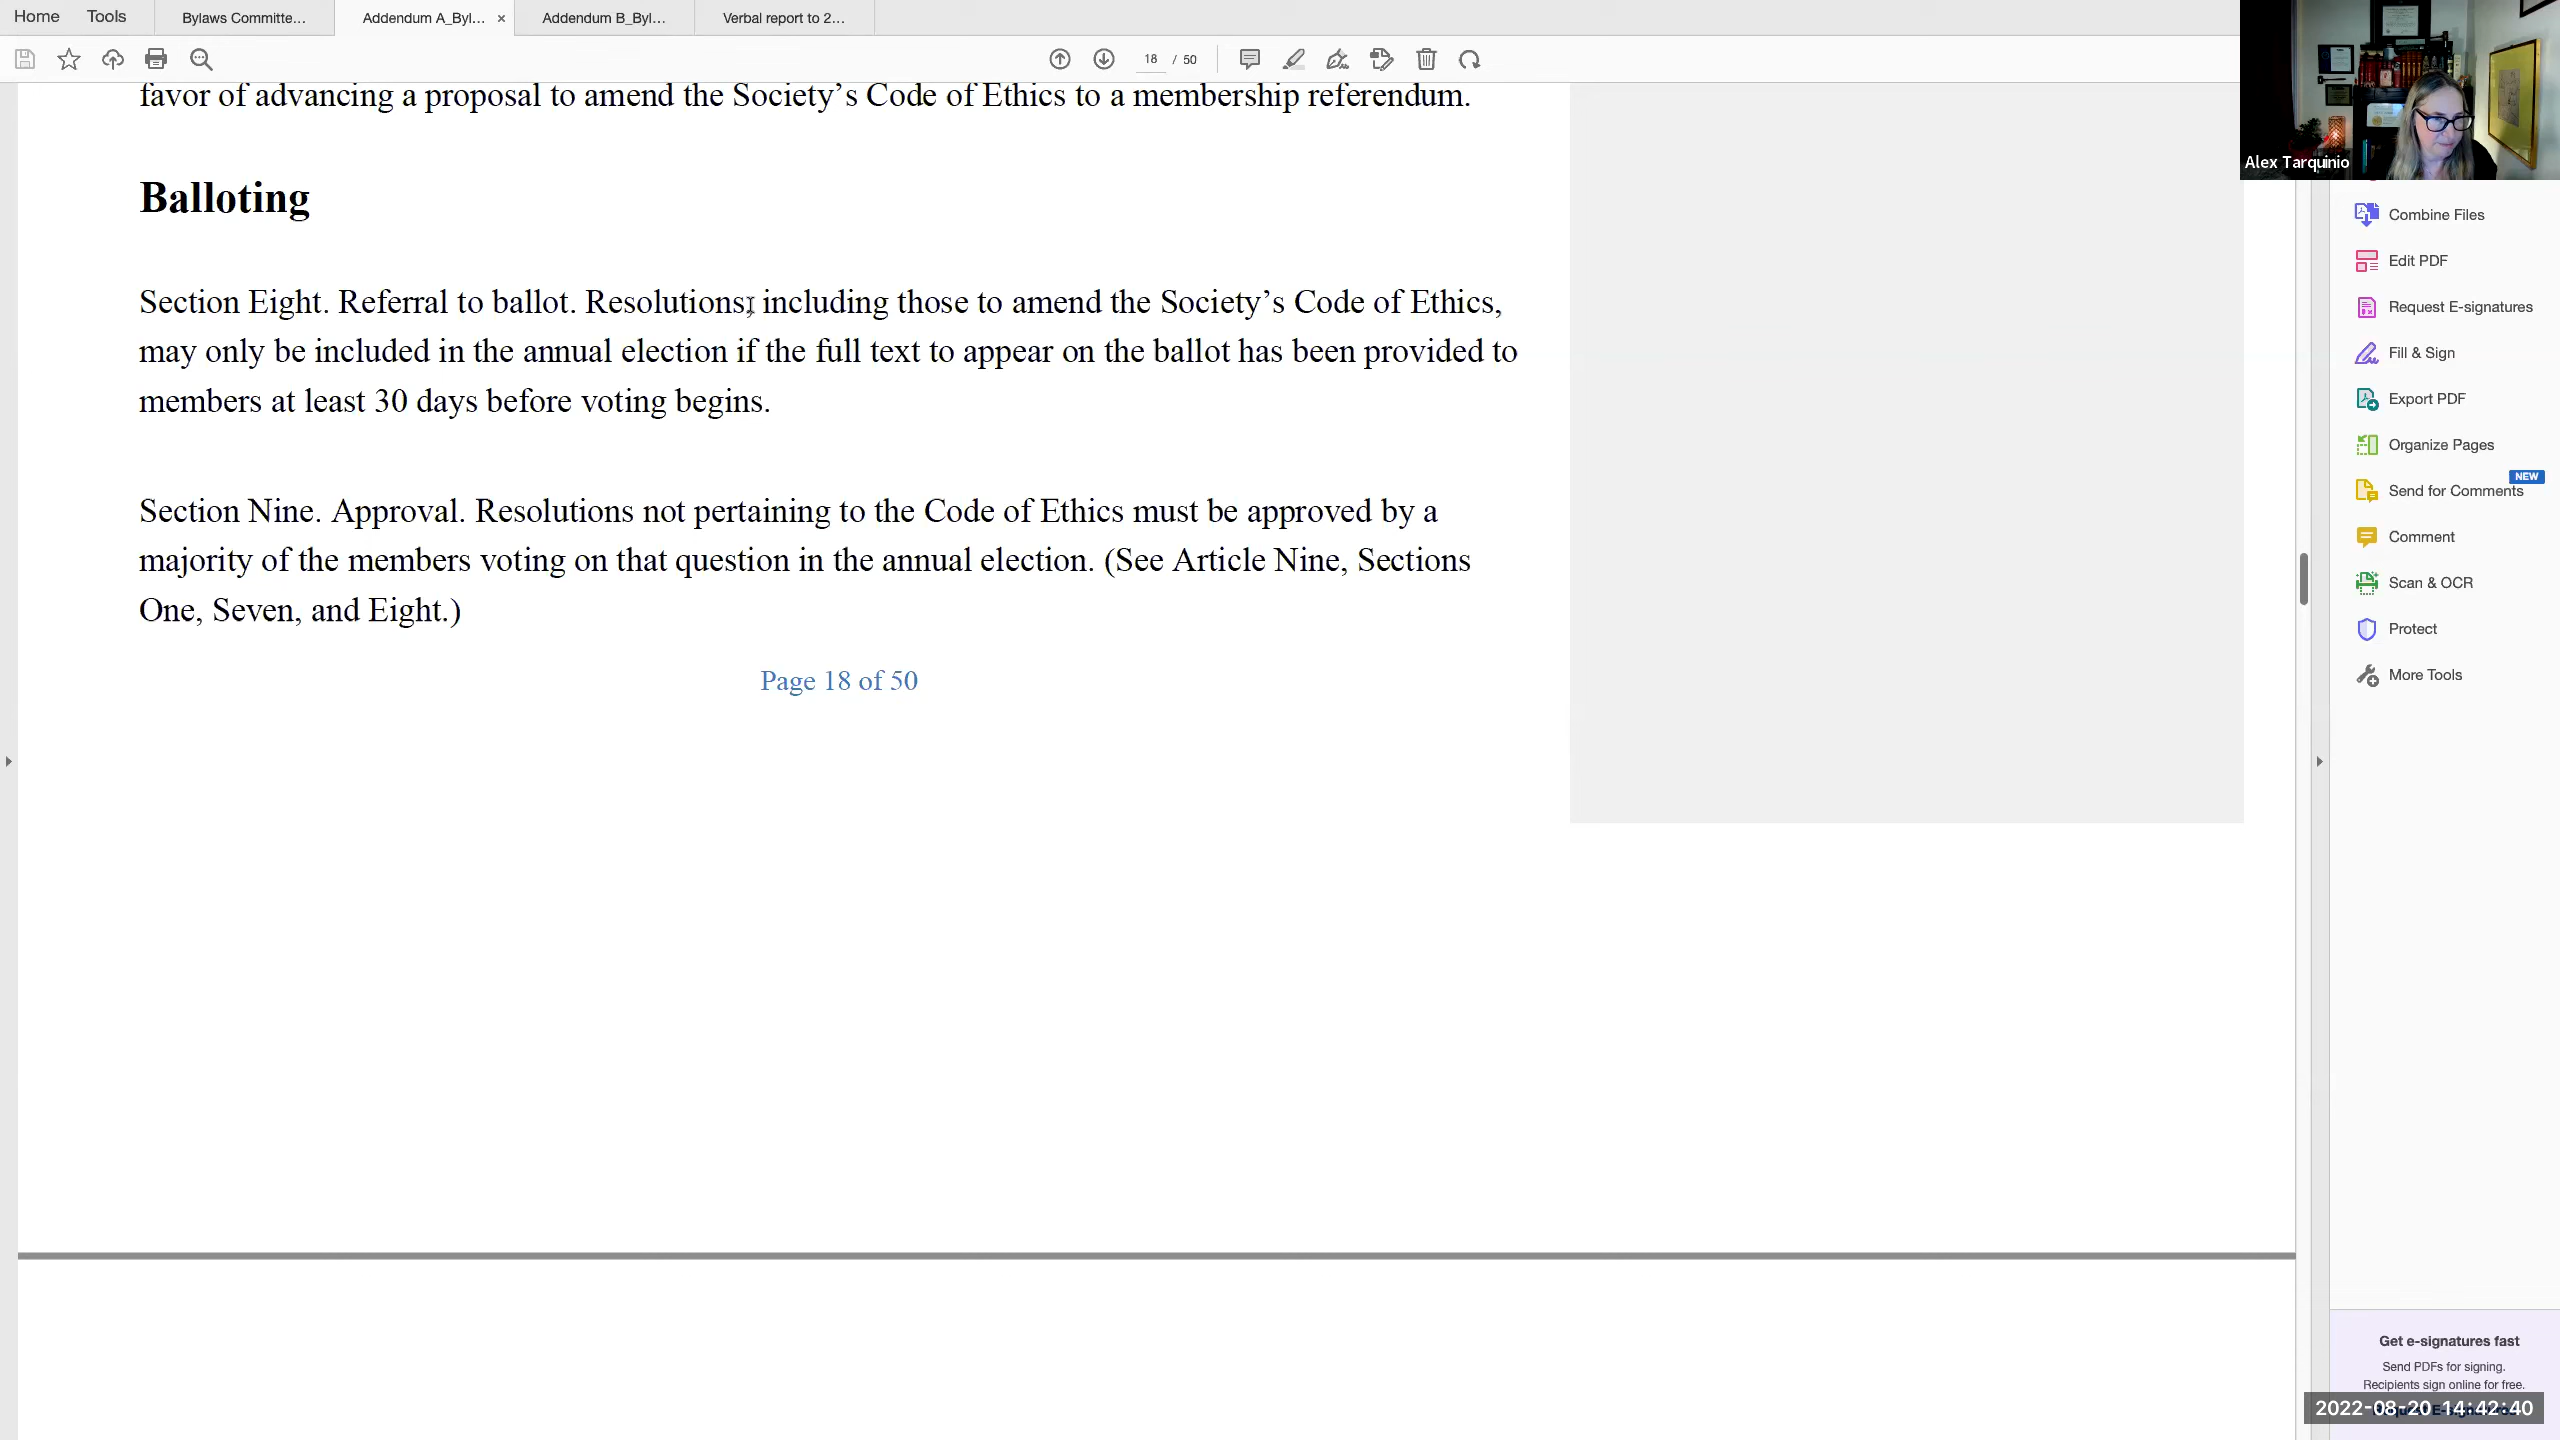 Home Tools Bylaws Committe... Addendum A_Byl... × Addendum B_Byl... Verbal report to 2...
18 / 50
Alex Tarquinio
favor of advancing a proposal to amend the Society’s Code of Ethics to a membership referendum.
Balloting
Section Eight. Referral to ballot. Resolutions, including those to amend the Society’s Code of Ethics,
may only be included in the annual election if the full text to appear on the ballot has been provided to
members at least 30 days before voting begins.
Section Nine. Approval. Resolutions not pertaining to the Code of Ethics must be approved by a
majority of the members voting on that question in the annual election. (See Article Nine, Sections
One, Seven, and Eight.)
Page 18 of 50
Combine Files
Edit PDF
Request E-signatures
Fill & Sign
Export PDF
Organize Pages
NEW
Send for Comments
Comment
Scan & OCR
Protect
More Tools
Get e-signatures fast
Send PDFs for signing.
Recipients sign online for free.
2022-08-20 14:42:40